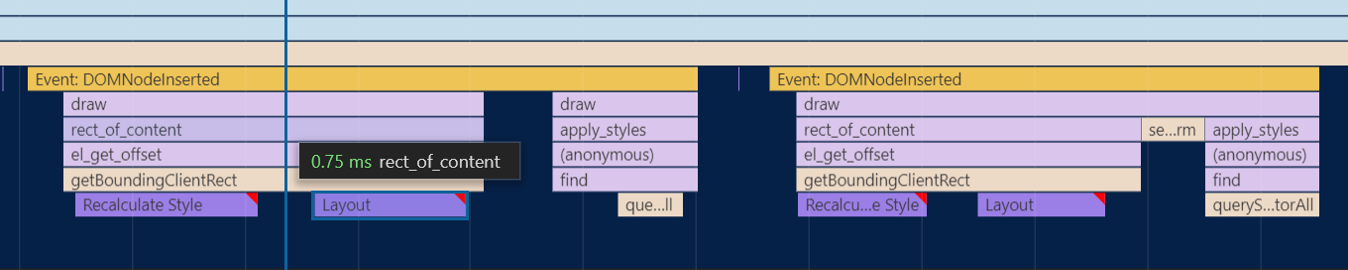 Event: DOMNodeInserted
Event: DOMNodeInserted
draw
draw
draw
rect_of_content
apply_styles
rect_of_content
se...rm
apply_styles
el_get_offset
0.75 ms rect_of_content
(anonymous)
el_get_offset
(anonymous)
getBoundingClientRect
find
getBoundingClientRect
find
Recalculate Style
Layout
que...ll
Recalcu...e Style
Layout
queryS...torAll